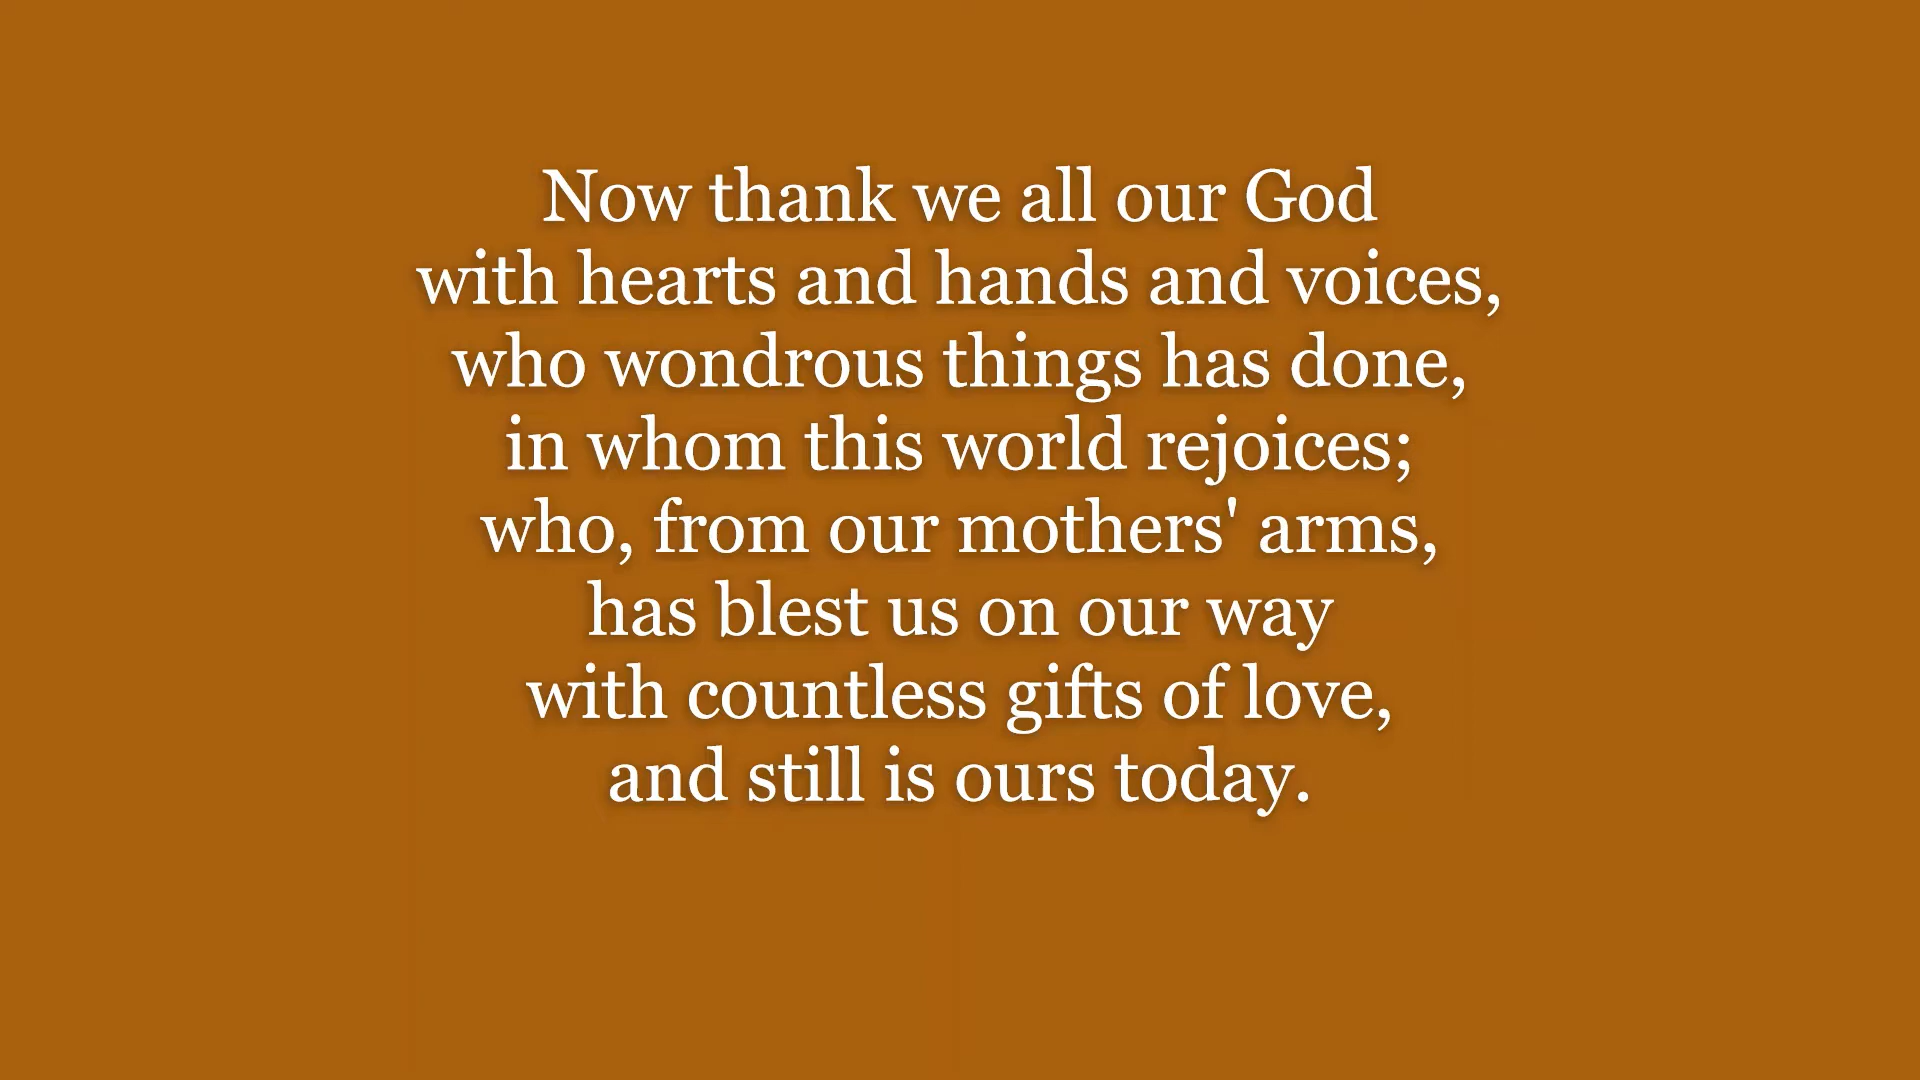 Now thank we all our God
with hearts and hands and voices,
who wondrous things has done,
in whom this world rejoices;
who, from our mothers' arms,
has blest us on our way
with countless gifts of love,
and still is ours today.